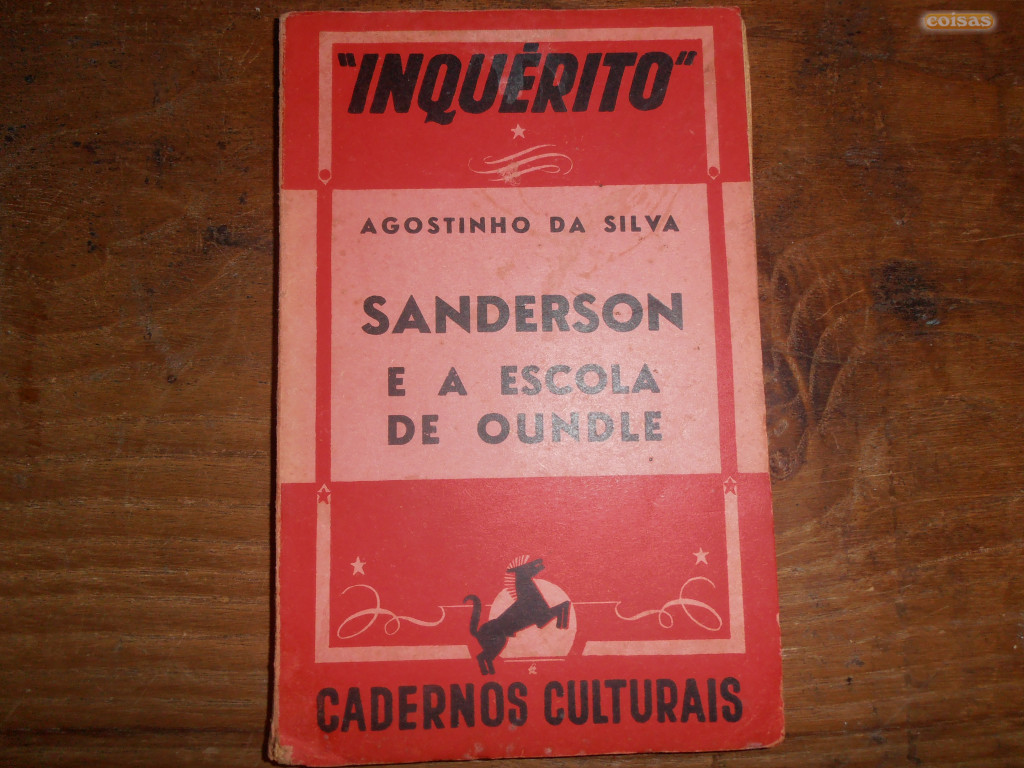 coisas
"INQUÉRITO"
AGOSTINHO DA SILVA
SANDERSON
E A ESCOLA
DE OUNDLE
CADERNOS CULTURAIS